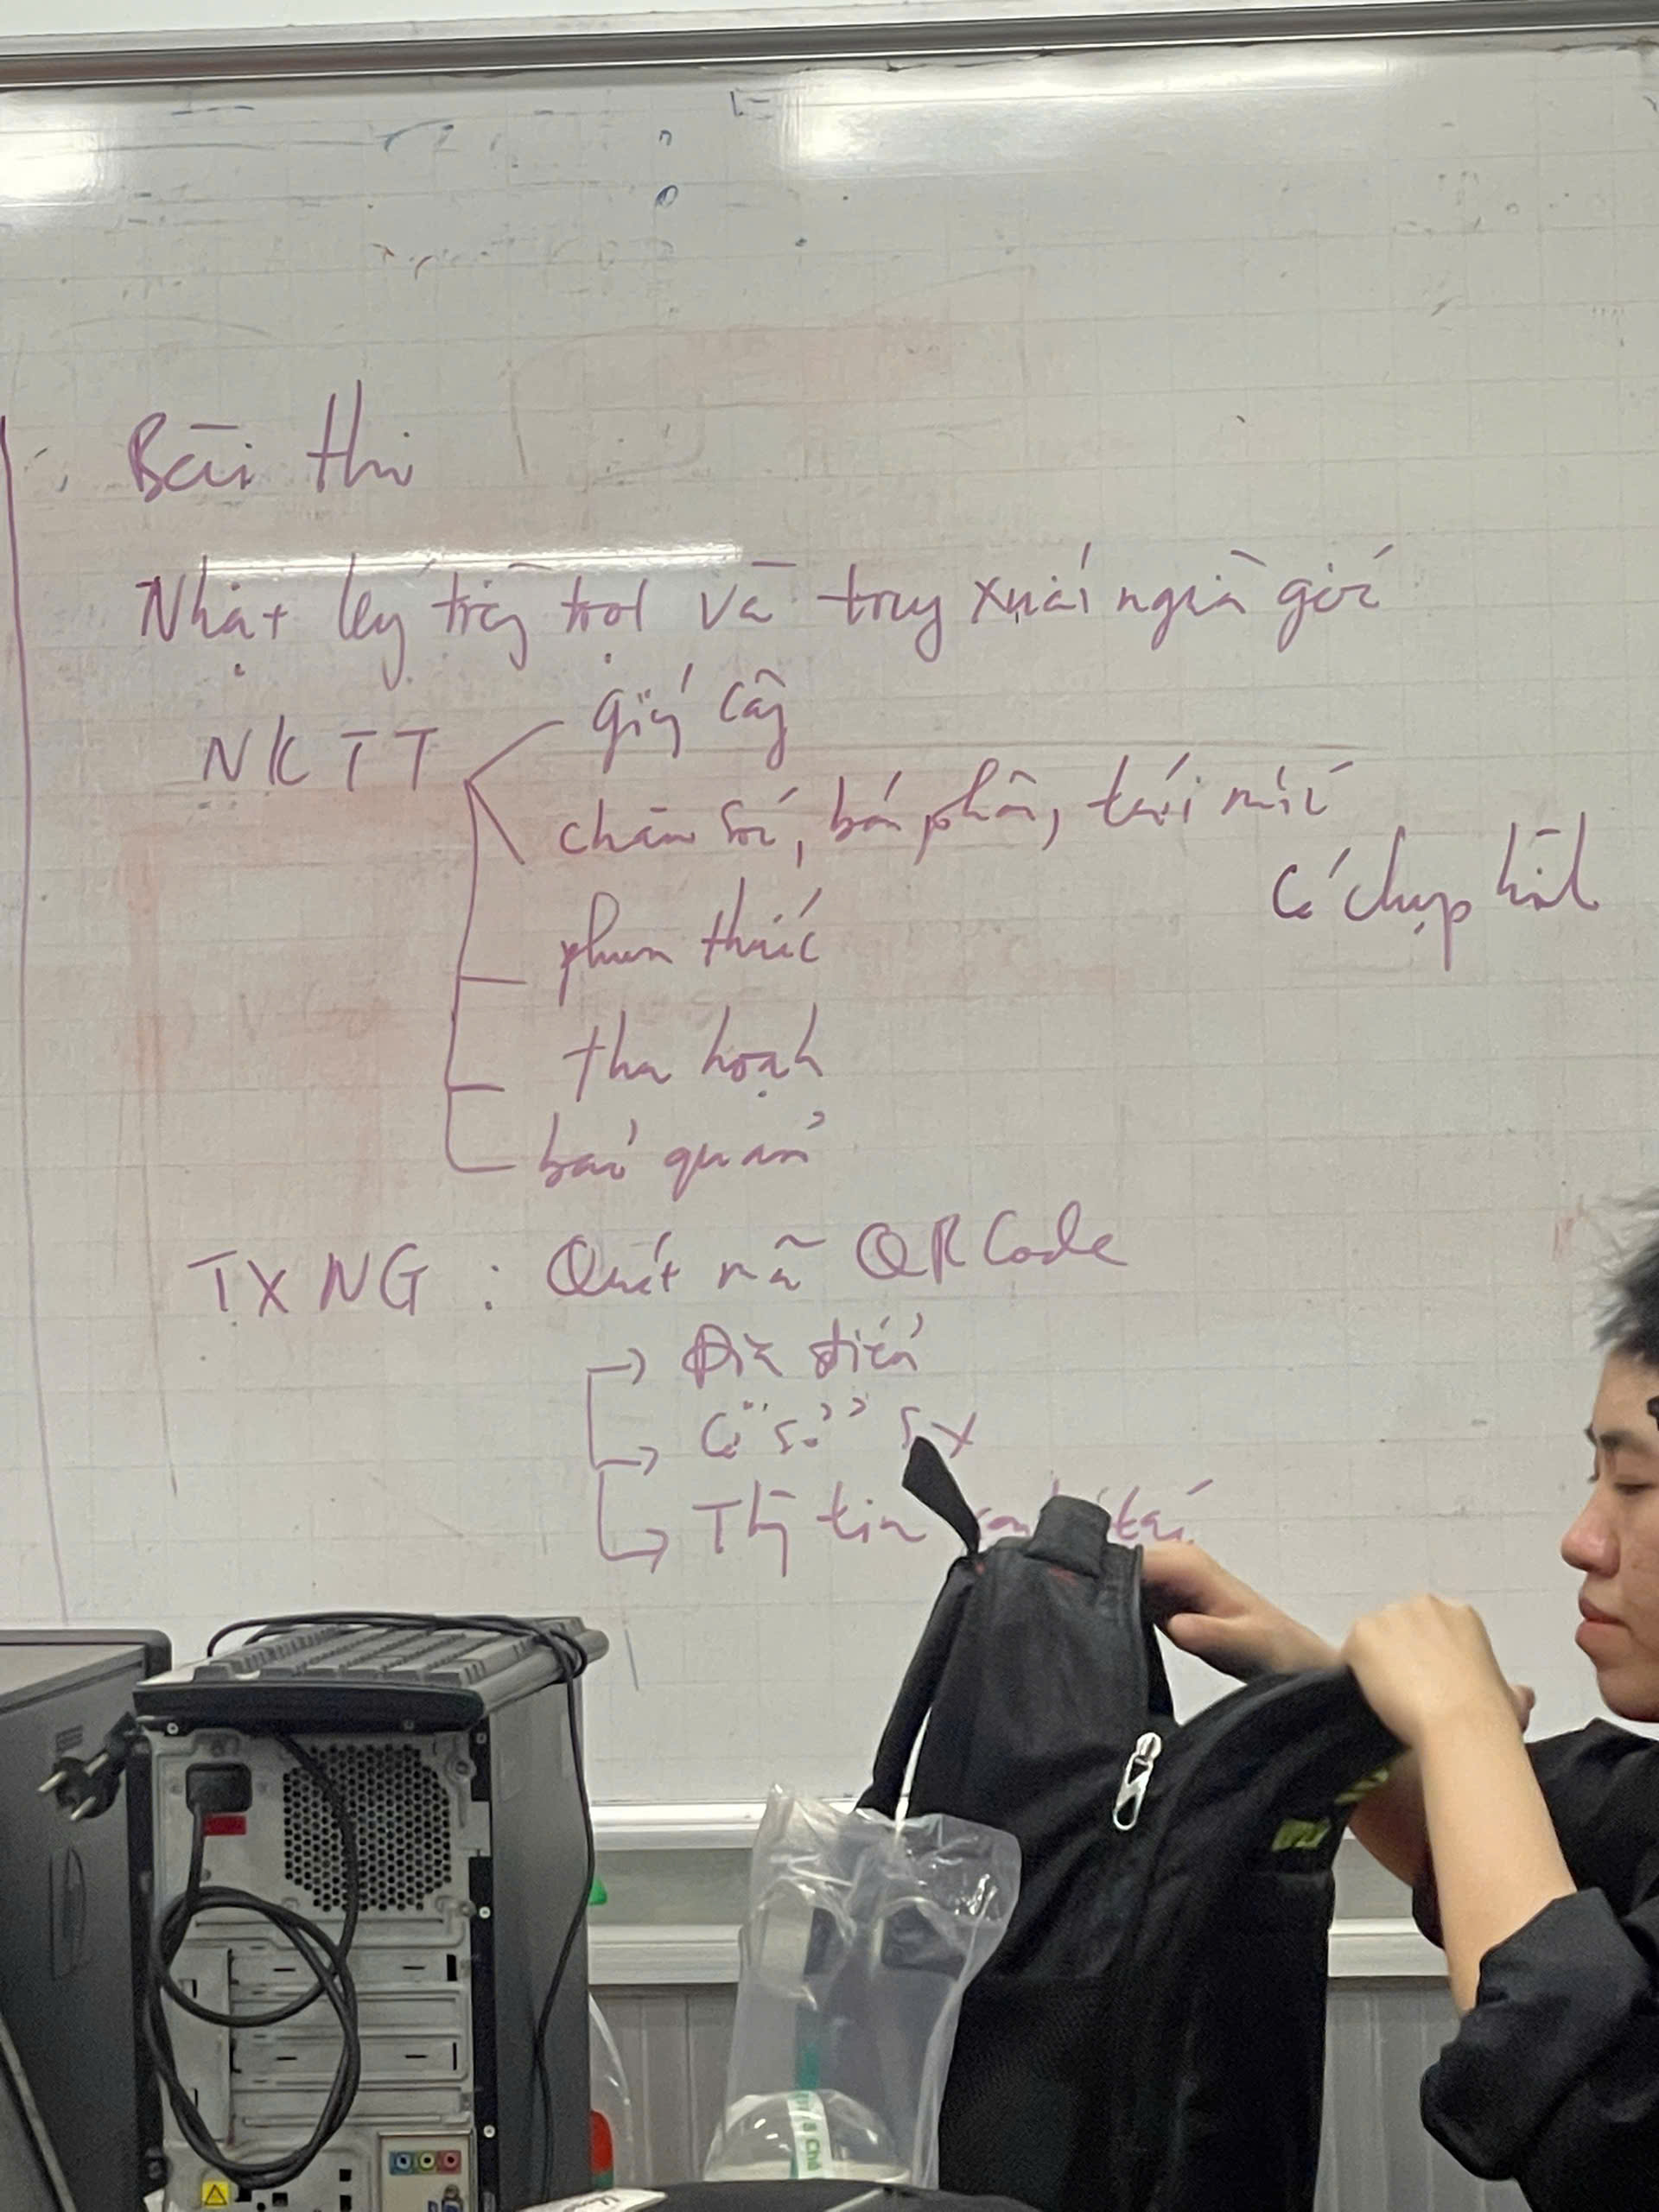 Bài thi
Nhật ký trồng trọt và truy xuất nguồn gốc
NKTT
giống cây
chăm sóc, bón phân, tưới nước
có chụp hình
phun thuốc
thu hoạch
bảo quản
TXNG : Quét mã QR Code
Địa điểm
Cơ sở SX
Thông tin